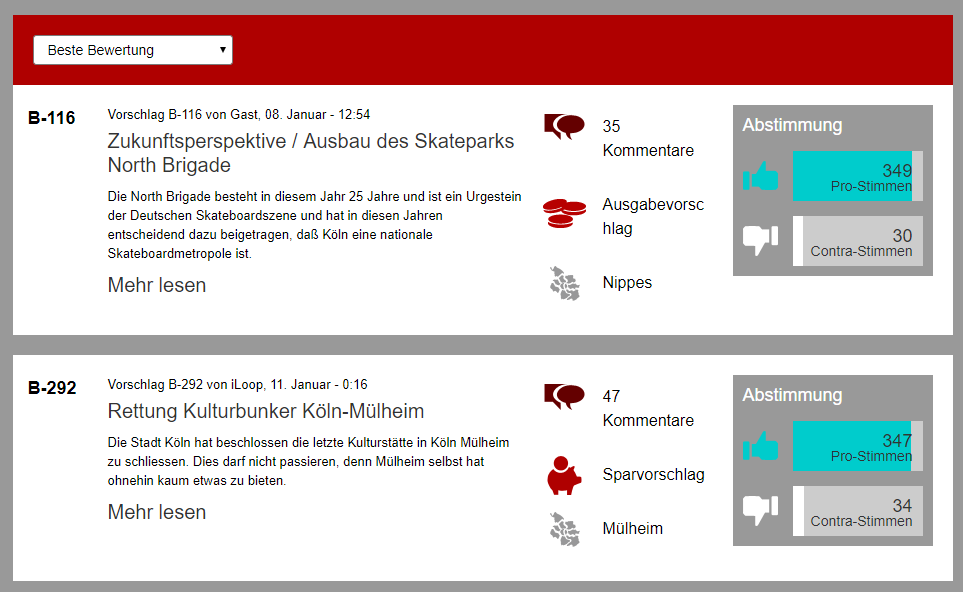 Beste Bewertung
B-116
Vorschlag B-116 von Gast, 08. Januar - 12:54
Zukunftsperspektive / Ausbau des Skateparks
North Brigade
Die North Brigade besteht in diesem Jahr 25 Jahre und ist ein Urgestein
der Deutschen Skateboardszene und hat in diesen Jahren
entscheidend dazu beigetragen, daß Köln eine nationale
Skateboardmetropole ist.
Mehr lesen
35
Kommentare
Ausgabevorsc
hlag
Nippes
Abstimmung
349
Pro-Stimmen
30
Contra-Stimmen
B-292
Vorschlag B-292 von iLoop, 11. Januar - 0:16
Rettung Kulturbunker Köln-Mülheim
Die Stadt Köln hat beschlossen die letzte Kulturstätte in Köln Mülheim
zu schliessen. Dies darf nicht passieren, denn Mülheim selbst hat
ohnehin kaum etwas zu bieten.
Mehr lesen
47
Kommentare
Sparvorschlag
Mülheim
Abstimmung
347
Pro-Stimmen
34
Contra-Stimmen